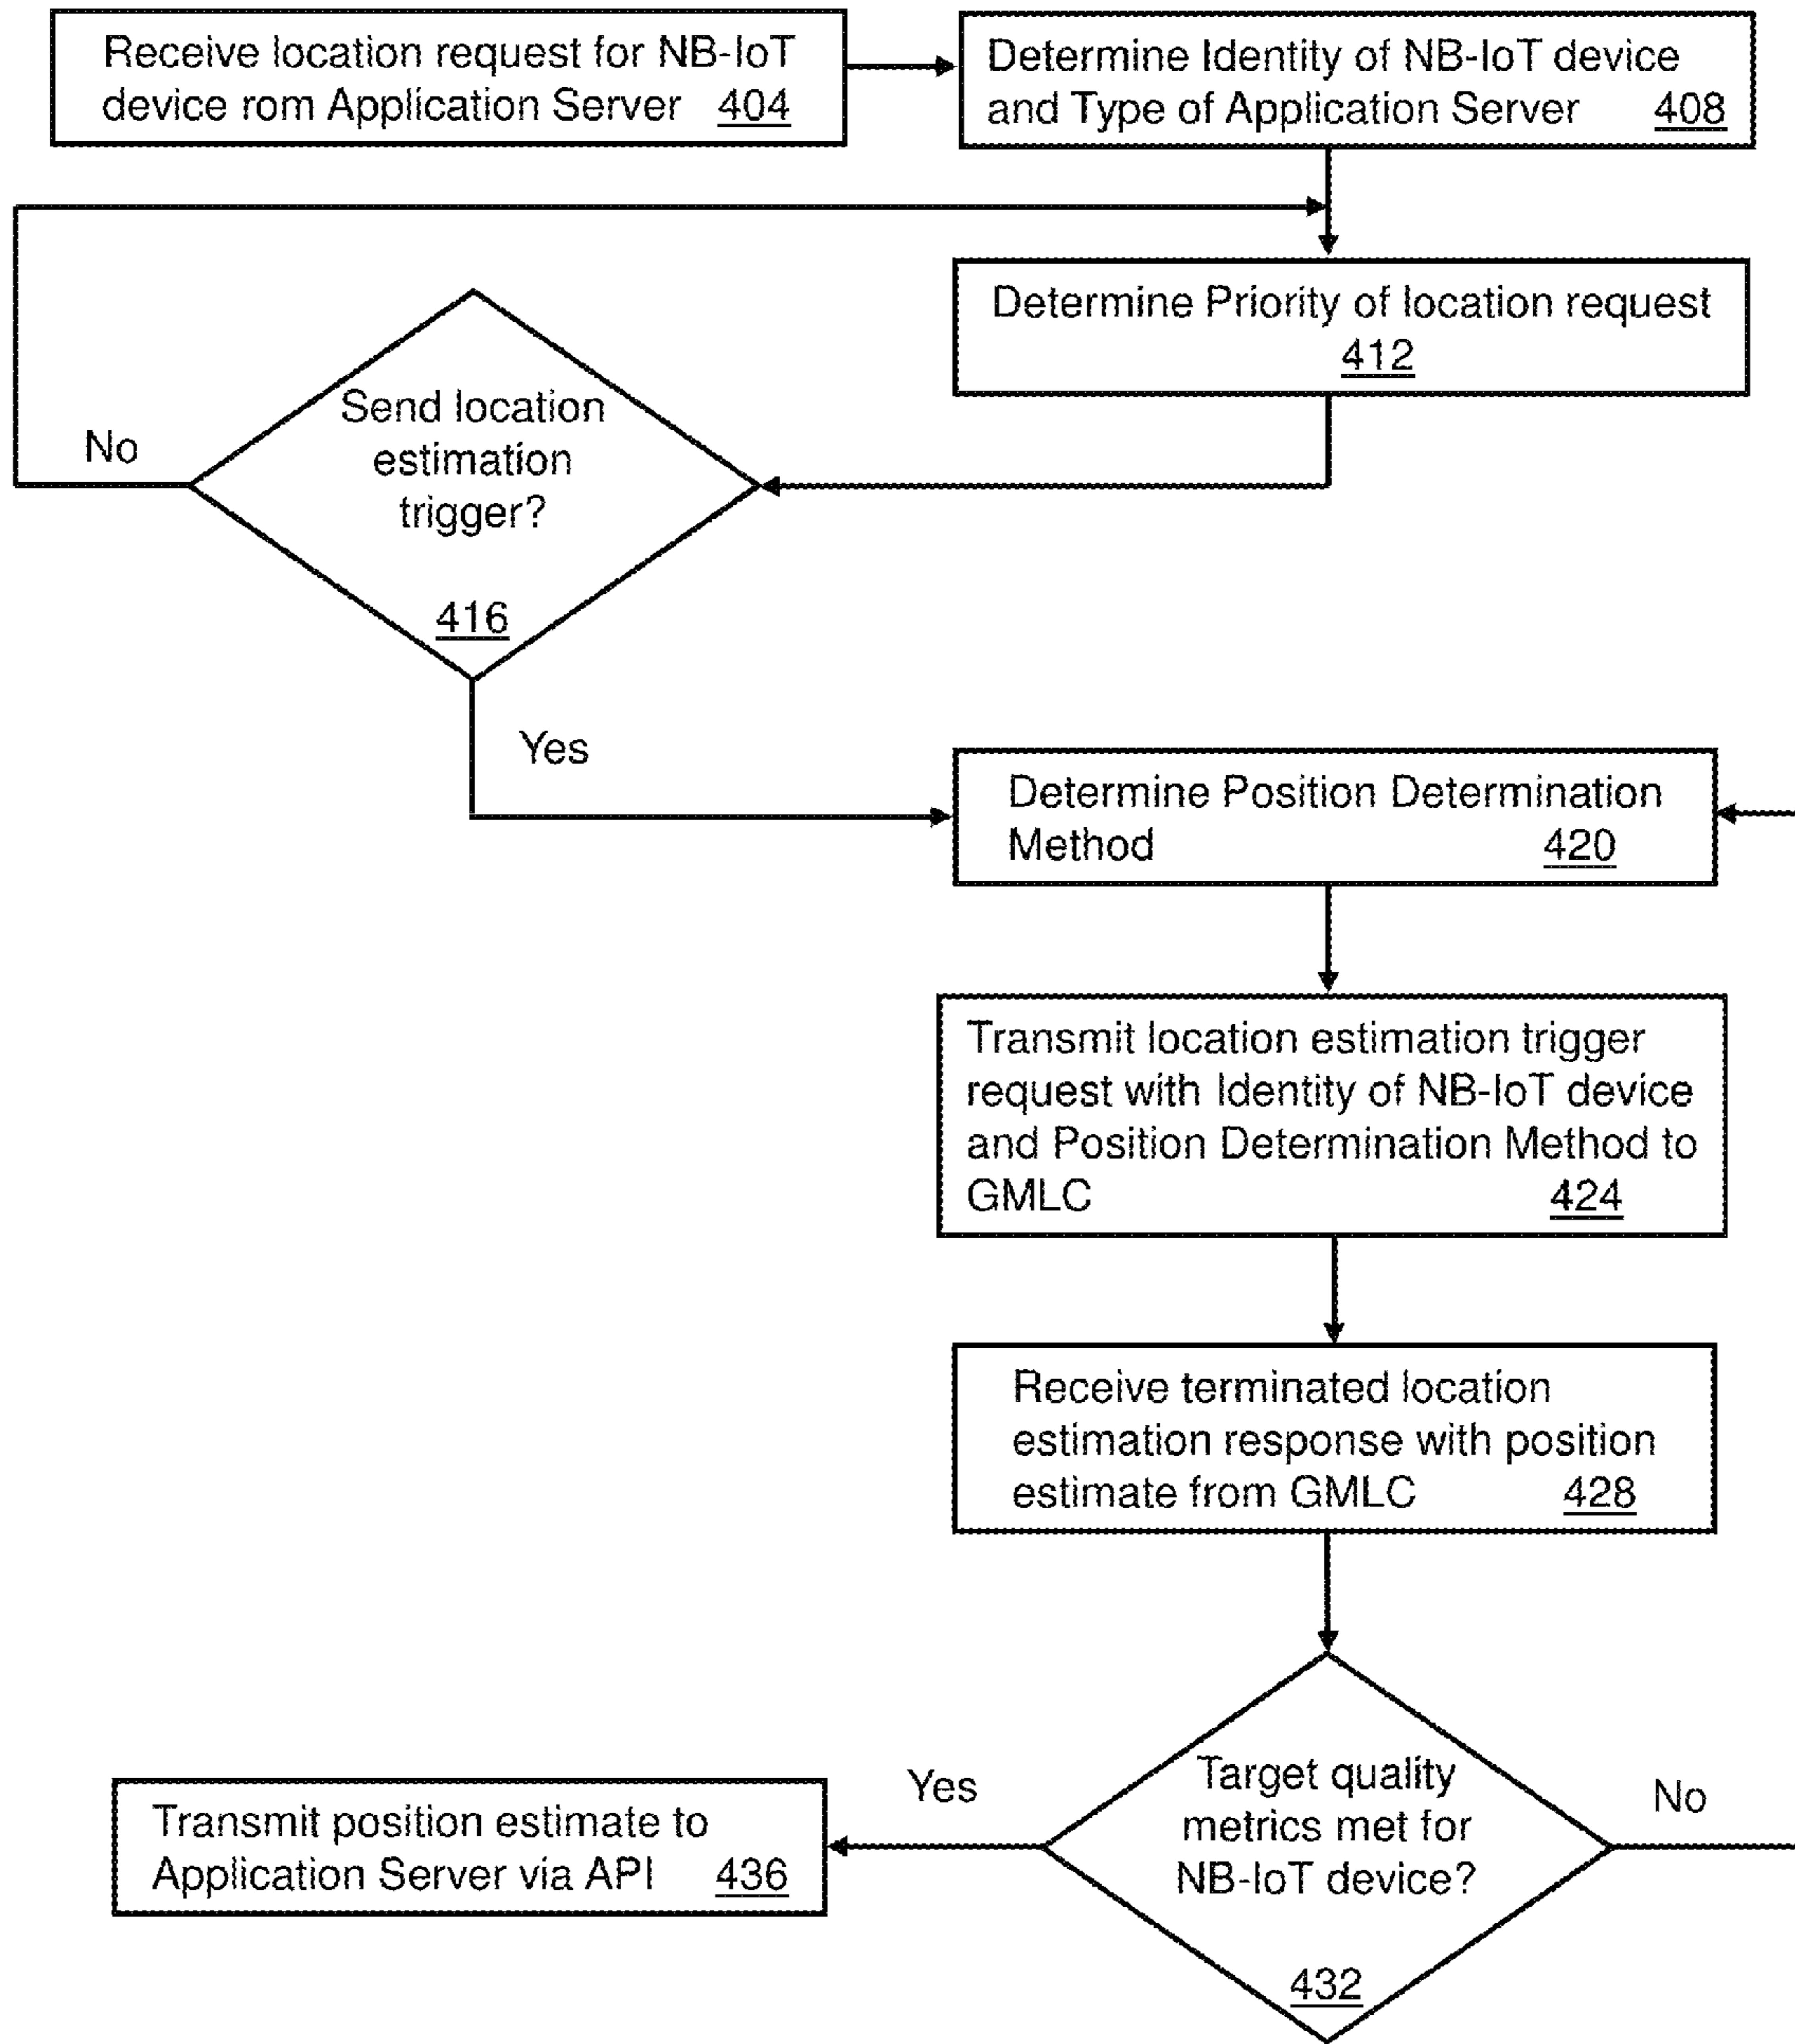 Receive location request for NB-IoT
device rom Application Server 404
Determine Identity of NB-IoT device
and Type of Application Server 408
Determine Priority of location request
412
Send location
estimation
trigger?
416
No
Yes
Determine Position Determination
Method 420
Transmit location estimation trigger
request with Identity of NB-IoT device
and Position Determination Method to
GMLC 424
Receive terminated location
estimation response with position
estimate from GMLC 428
Target quality
metrics met for
NB-IoT device?
432
Yes
No
Transmit position estimate to
Application Server via API 436